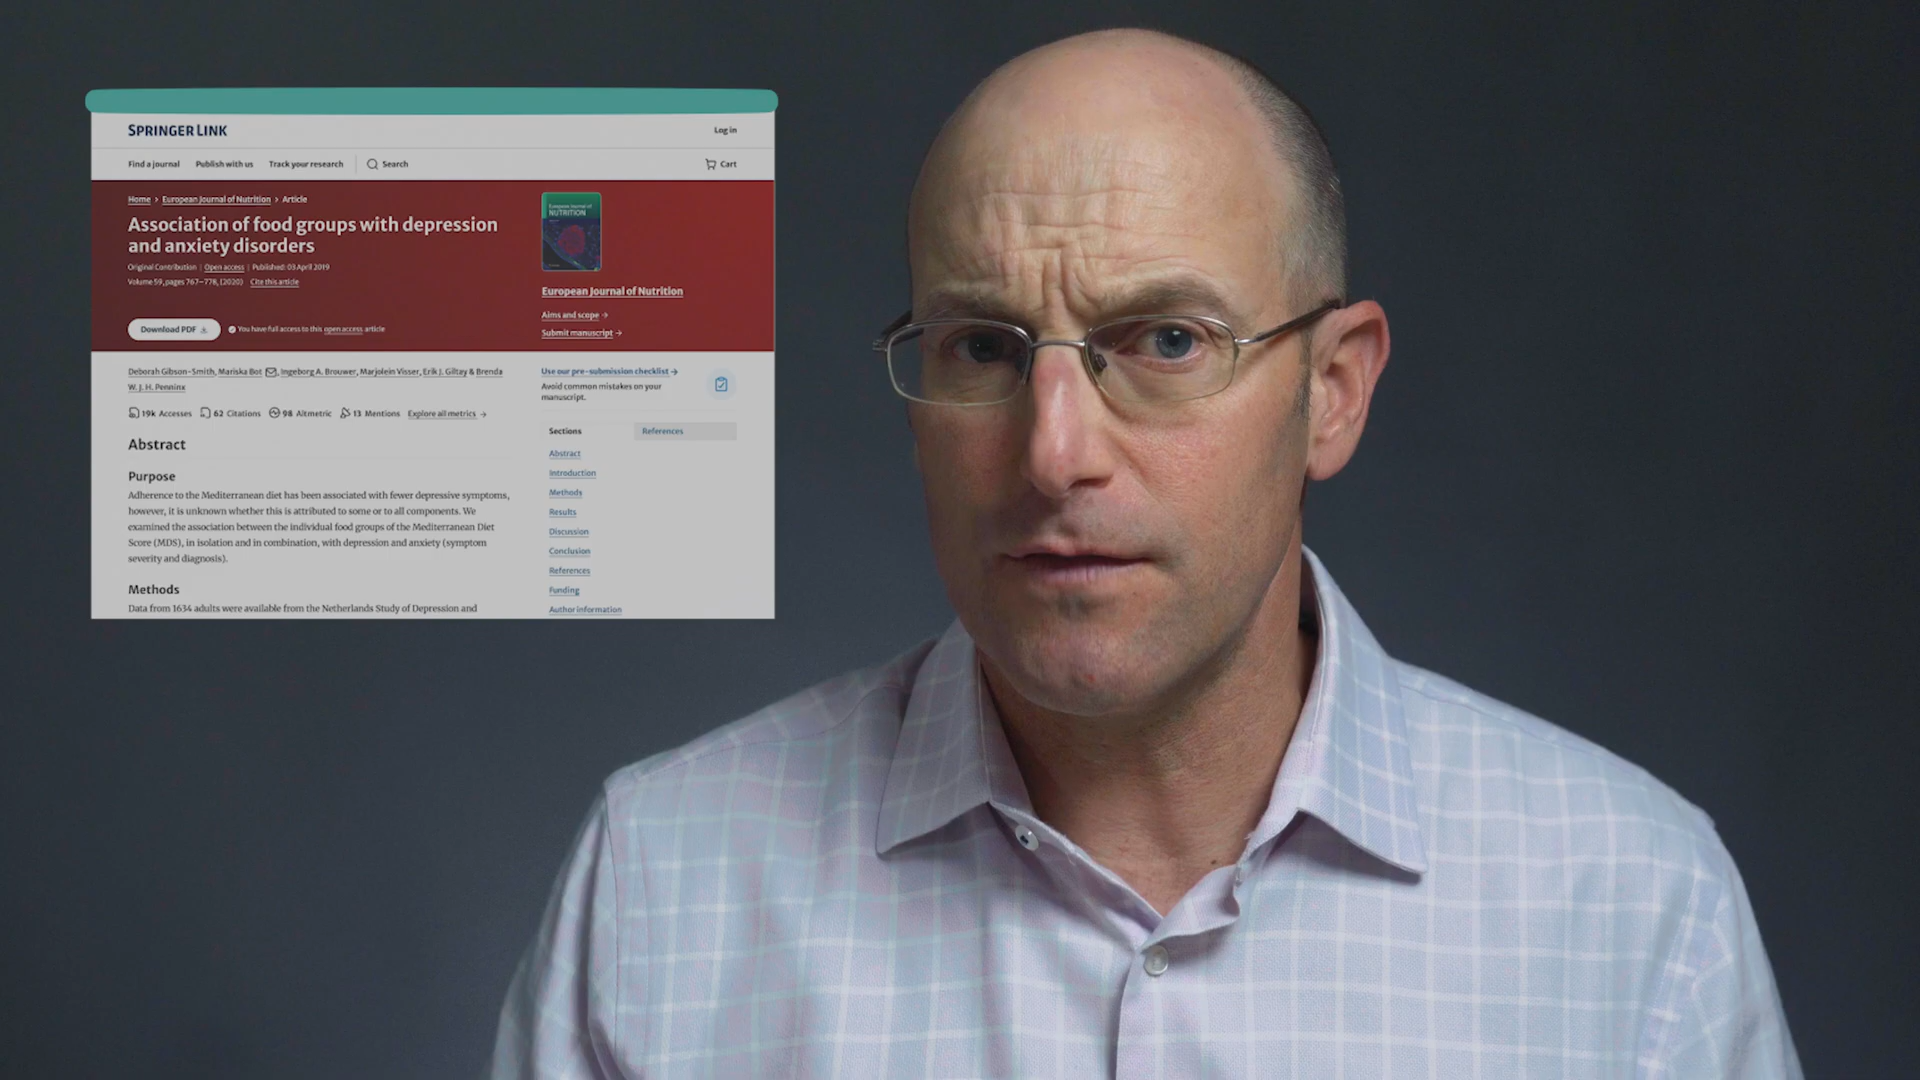 SPRINGER LINK
Log in
Find a journal Publish with us Track your research Search
Cart
Home > European Journal of Nutrition > Article
Association of food groups with depression
and anxiety disorders
Original Contribution | Open access | Published: 03 April 2019
Volume 59, pages 767–778, (2020) Cite this article
Download PDF
You have full access to this open access article
European Journal of
NUTRITION
European Journal of Nutrition
Aims and scope →
Submit manuscript →
Deborah Gibson-Smith, Mariska Bot, Ingeborg A. Brouwer, Marjolein Visser, Erik J. Giltay & Brenda
W. J. H. Penninx
19k Accesses 62 Citations 98 Altmetric 13 Mentions Explore all metrics →
Abstract
Purpose
Adherence to the Mediterranean diet has been associated with fewer depressive symptoms,
however, it is unknown whether this is attributed to some or to all components. We
examined the association between the individual food groups of the Mediterranean Diet
Score (MDS), in isolation and in combination, with depression and anxiety (symptom
severity and diagnosis).
Methods
Data from 1634 adults were available from the Netherlands Study of Depression and
Use our pre-submission checklist →
Avoid common mistakes on your
manuscript.
Sections
References
Abstract
Introduction
Methods
Results
Discussion
Conclusion
References
Funding
Author information